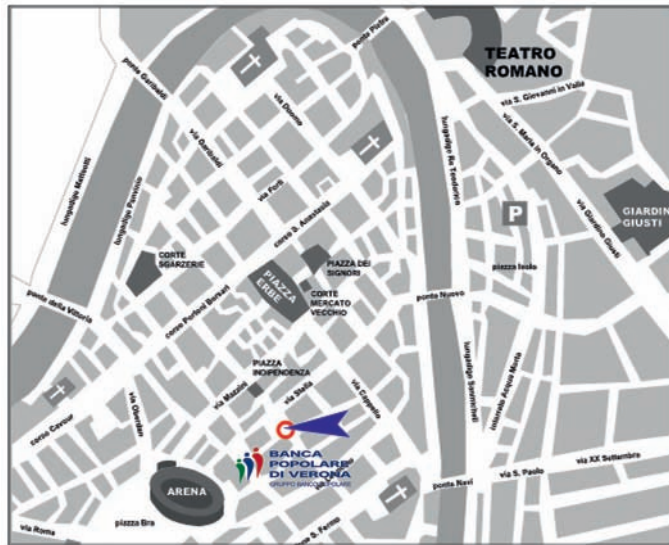 ponte Pietra
TEATRO
ROMANO
ponte Garibaldi
via Duomo
via S. Giovanni in Valle
via S. Maria in Organo
lungadige Matteotti
lungadige Panvinio
via Garibaldi
lungadige Re Teodorico
via Forti
P
via Giardino Giusti
GIARDINI
GIUSTI
corso S. Anastasia
CORTE
SGARZERIE
PIAZZA DEI
SIGNORI
piazza Isolo
PIAZZA
ERBE
CORTE
MERCATO
VECCHIO
ponte della Vittoria
corso Portoni Borsari
ponte Nuovo
PIAZZA
INDIPENDENZA
lungadige Sanmicheli
interrato Acqua Morta
via Mazzini
via Stella
via Cappello
corso Cavour
via Oberdan
BANCA
POPOLARE
DI VERONA
GRUPPO BANCO POPOLARE
via XX Settembre
via S. Paolo
ponte Navi
ARENA
piazza Bra
via Roma
S. Fermo